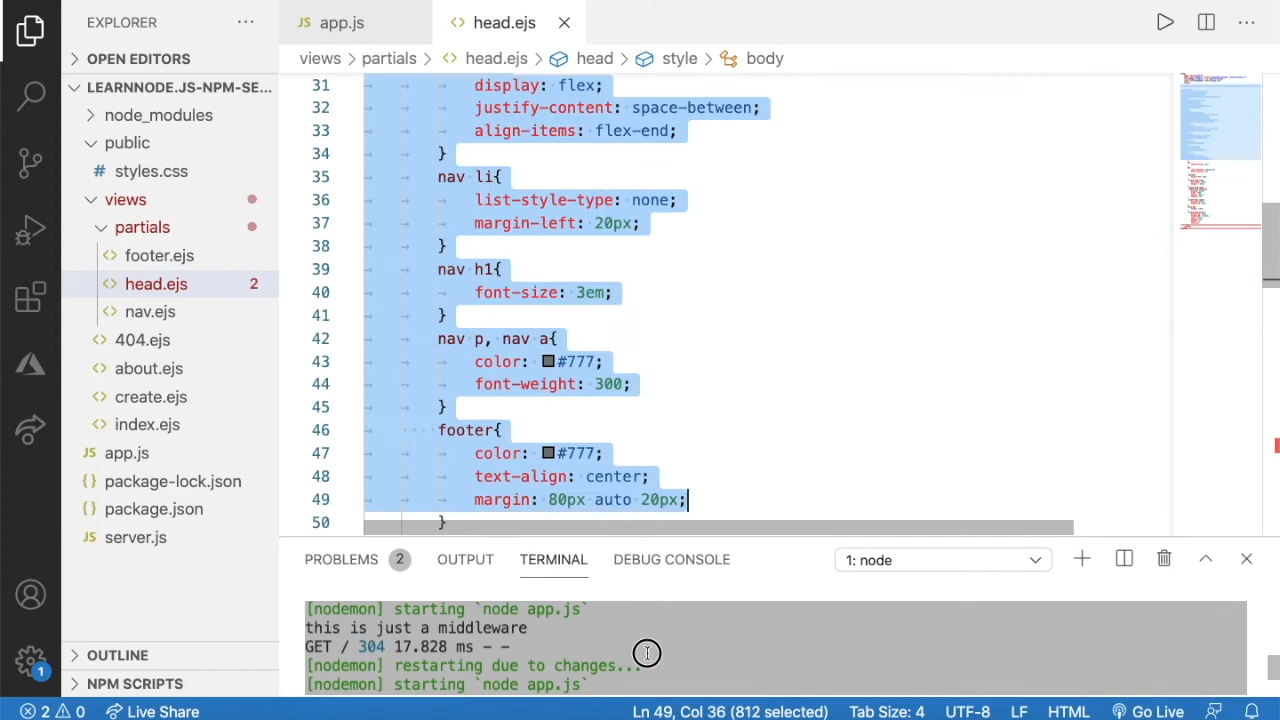 EXPLORER
OPEN EDITORS
LEARNNODE.JS-NPM-SE...
node_modules
public
# styles.css
views
partials
<> footer.ejs
<> head.ejs 2
<> nav.ejs
<> 404.ejs
<> about.ejs
<> create.ejs
<> index.ejs
JS app.js
{} package-lock.json
{} package.json
JS server.js
OUTLINE
NPM SCRIPTS
1
JS app.js
<> head.ejs
views > partials > <> head.ejs > head > style > body
31 display: flex;
32 justify-content: space-between;
33 align-items: flex-end;
34 }
35 nav li{
36 list-style-type: none;
37 margin-left: 20px;
38 }
39 nav h1{
40 font-size: 3em;
41 }
42 nav p, nav a{
43 color: #777;
44 font-weight: 300;
45 }
46 footer{
47 color: #777;
48 text-align: center;
49 margin: 80px auto 20px;
50 }
PROBLEMS 2 OUTPUT TERMINAL DEBUG CONSOLE 1: node
[nodemon] starting `node app.js`
this is just a middleware
GET / 304 17.828 ms - -
[nodemon] restarting due to changes...
[nodemon] starting `node app.js`
2 0 Live Share Ln 49, Col 36 (812 selected) Tab Size: 4 UTF-8 LF HTML Go Live